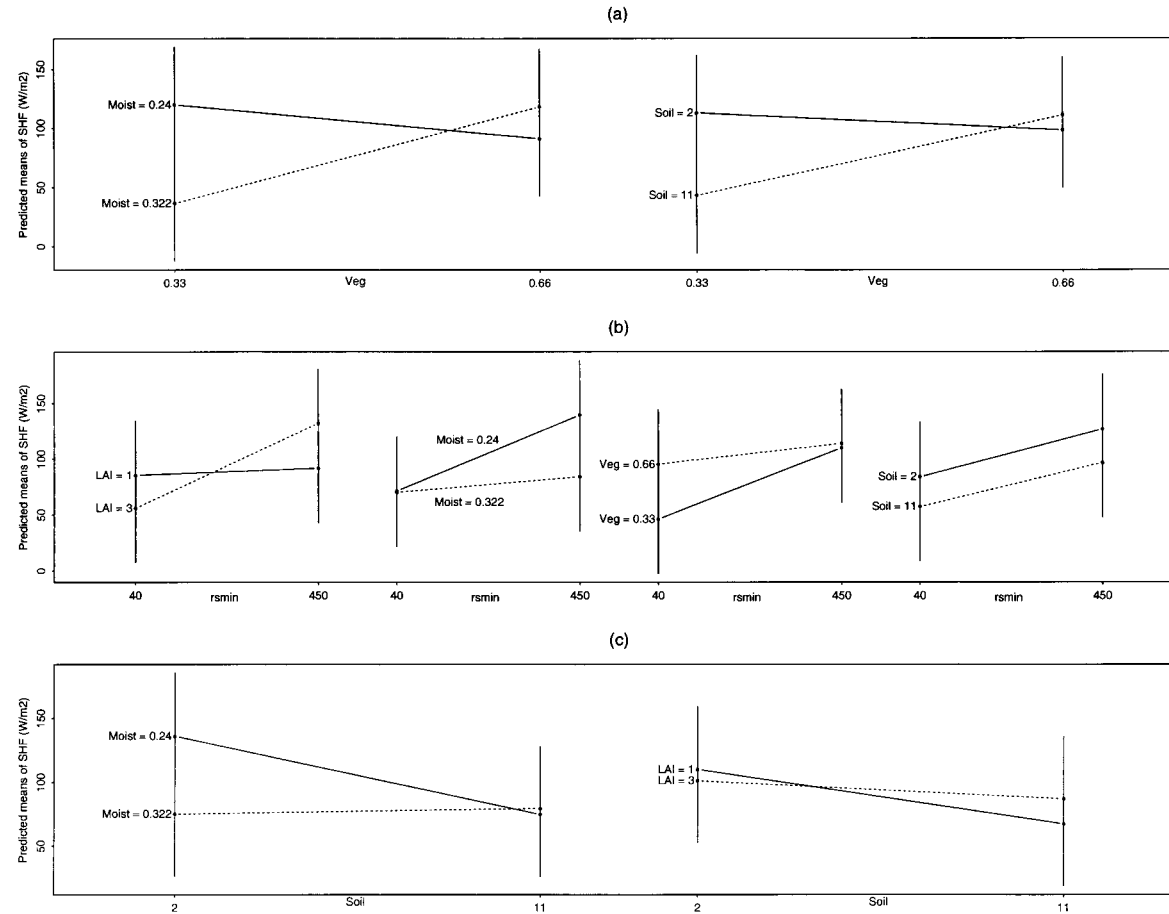 (a)
Predicted means of SHF (W/m2)
150
100
50
0
Moist = 0.24
Moist = 0.322
Soil = 2
Soil = 11
0.33
Veg
0.66
0.33
Veg
0.66
(b)
Predicted means of SHF (W/m2)
150
100
50
0
LAI = 1
LAI = 3
Moist = 0.24
Moist = 0.322
Veg = 0.66
Veg = 0.33
Soil = 2
Soil = 11
40
rsmin
450
40
rsmin
450
40
rsmin
450
40
rsmin
450
(c)
Predicted means of SHF (W/m2)
150
100
50
Moist = 0.24
Moist = 0.322
LAI = 1
LAI = 3
2
Soil
11
2
Soil
11